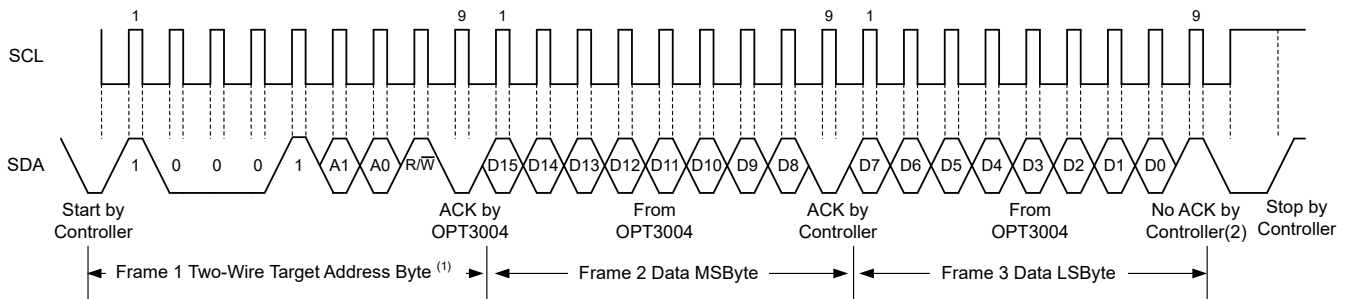 1 9 1 9 1 9
SCL
SDA
1 0 0 0 1 A1 A0 R/W̅ D15 D14 D13 D12 D11 D10 D9 D8 D7 D6 D5 D4 D3 D2 D1 D0
Start by
Controller
ACK by
OPT3004
From
OPT3004
ACK by
Controller
From
OPT3004
No ACK by
Controller(2)
Stop by
Controller
Frame 1 Two-Wire Target Address Byte (1)
Frame 2 Data MSByte
Frame 3 Data LSByte